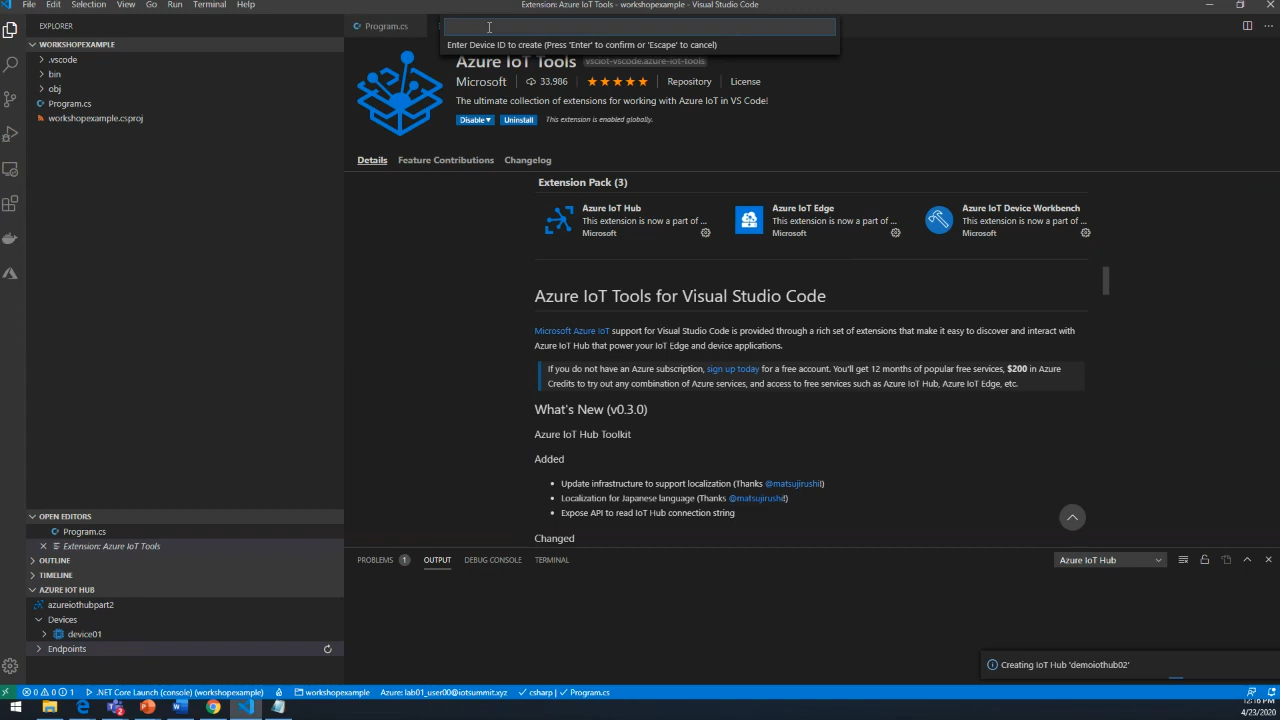 File Edit Selection View Go Run Terminal Help
Extension: Azure IoT Tools - workshopexample - Visual Studio Code
EXPLORER
WORKSHOPEXAMPLE
.vscode
bin
obj
Program.cs
workshopexample.csproj
OPEN EDITORS
Program.cs
Extension: Azure IoT Tools
OUTLINE
TIMELINE
AZURE IOT HUB
azureiothubpart2
Devices
device01
Endpoints
Program.cs
Enter Device ID to create (Press 'Enter' to confirm or 'Escape' to cancel)
Azure IoT Tools vsciot-vscode.azure-iot-tools
Microsoft 33,986 Repository License
The ultimate collection of extensions for working with Azure IoT in VS Code!
Disable Uninstall This extension is enabled globally.
Details Feature Contributions Changelog
Extension Pack (3)
Azure IoT Hub
This extension is now a part of ...
Microsoft
Azure IoT Edge
This extension is now a part of ...
Microsoft
Azure IoT Device Workbench
This extension is now a part of ...
Microsoft
Azure IoT Tools for Visual Studio Code
Microsoft Azure IoT support for Visual Studio Code is provided through a rich set of extensions that make it easy to discover and interact with
Azure IoT Hub that power your IoT Edge and device applications.
If you do not have an Azure subscription, sign up today for a free account. You'll get 12 months of popular free services, $200 in Azure
Credits to try out any combination of Azure services, and access to free services such as Azure IoT Hub, Azure IoT Edge, etc.
What's New (v0.3.0)
Azure IoT Hub Toolkit
Added
Update infrastructure to support localization (Thanks @matsujirushi!)
Localization for Japanese language (Thanks @matsujirushi!)
Expose API to read IoT Hub connection string
Changed
PROBLEMS 1 OUTPUT DEBUG CONSOLE TERMINAL
Azure IoT Hub
Creating IoT Hub 'demoiothub02'
0 0 1 .NET Core Launch (console) (workshopexample) workshopexample Azure: lab01_user00@iotsummit.xyz csharp | Program.cs
12:16 PM
4/23/2020